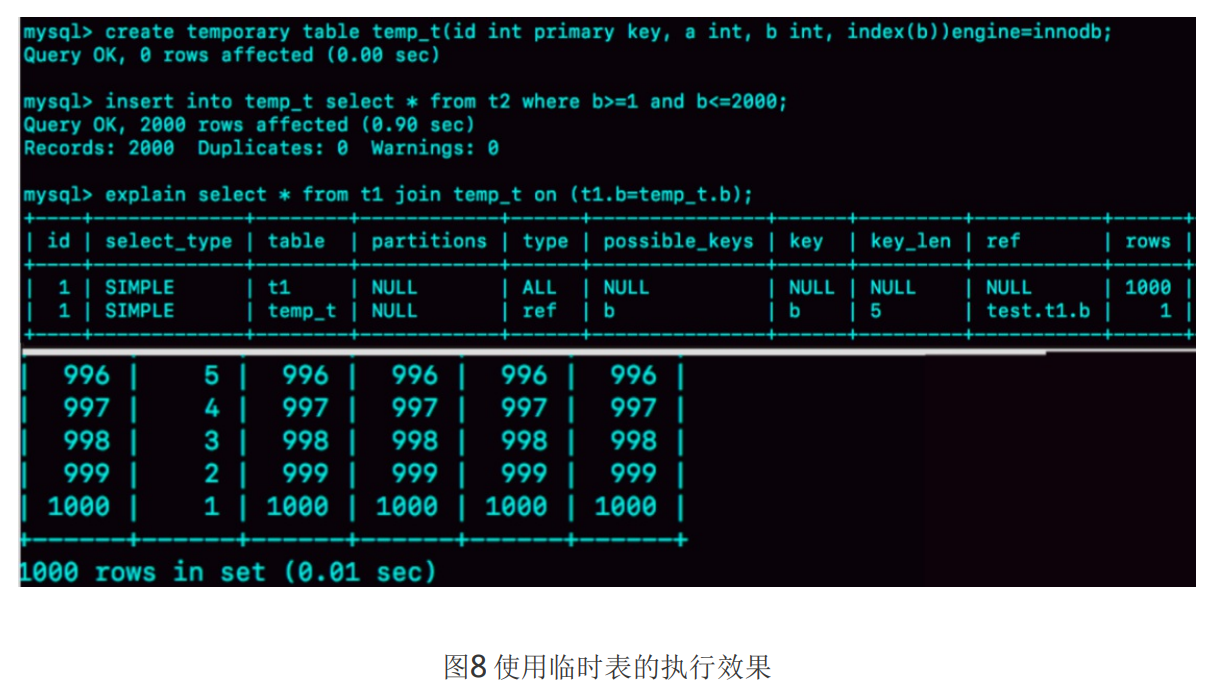 mysql> create temporary table temp_t(id int primary key, a int, b int, index(b))engine=innodb;
Query OK, 0 rows affected (0.00 sec)
mysql> insert into temp_t select * from t2 where b>=1 and b<=2000;
Query OK, 2000 rows affected (0.90 sec)
Records: 2000  Duplicates: 0  Warnings: 0
mysql> explain select * from t1 join temp_t on (t1.b=temp_t.b);
| id | select_type | table | partitions | type | possible_keys | key | key_len | ref | rows |
| 1 | SIMPLE | t1 | NULL | ALL | NULL | NULL | NULL | NULL | 1000 |
| 1 | SIMPLE | temp_t | NULL | ref | b | b | 5 | test.t1.b | 1 |
| 996 | 5 | 996 | 996 | 996 | 996 |
| 997 | 4 | 997 | 997 | 997 | 997 |
| 998 | 3 | 998 | 998 | 998 | 998 |
| 999 | 2 | 999 | 999 | 999 | 999 |
| 1000 | 1 | 1000 | 1000 | 1000 | 1000 |
1000 rows in set (0.01 sec)
图8 使用临时表的执行效果